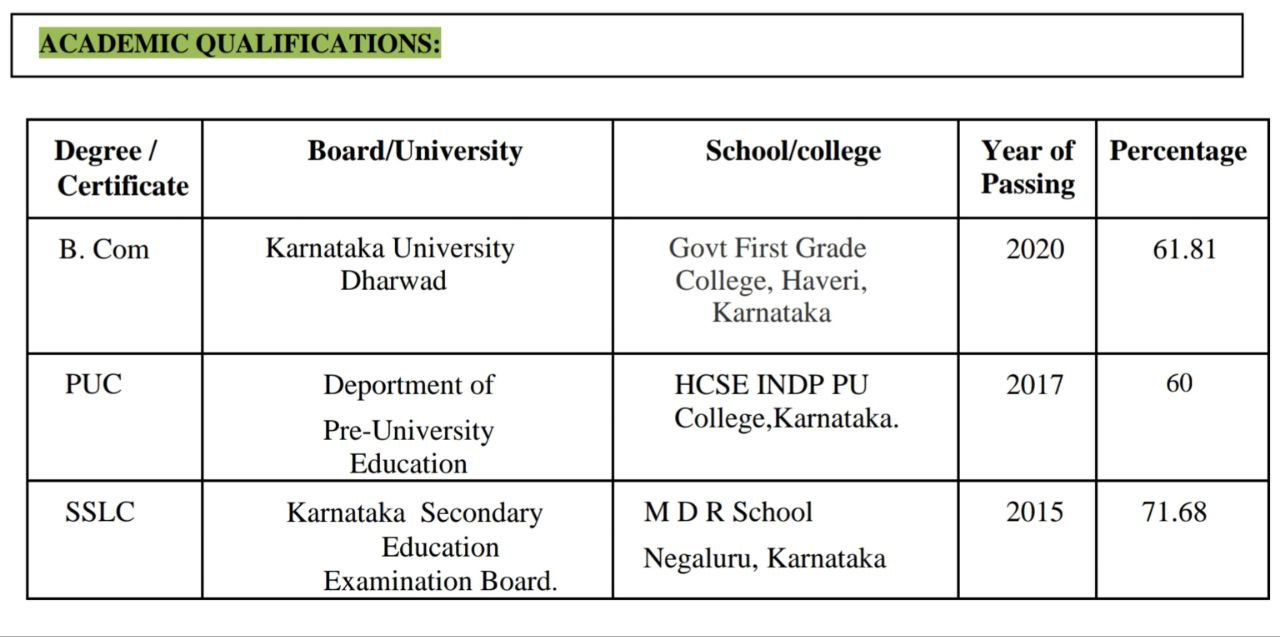 ACADEMIC QUALIFICATIONS:
Degree / Certificate Board/University School/college Year of Passing Percentage
B. Com
Karnataka University
Dharwad
Govt First Grade
College, Haveri,
Karnataka
2020
61.81
PUC
Deportment of
Pre-University
Education
HCSE INDP PU
College,Karnataka.
2017
60
SSLC
Karnataka Secondary
Education
Examination Board.
M D R School
Negaluru, Karnataka
2015
71.68